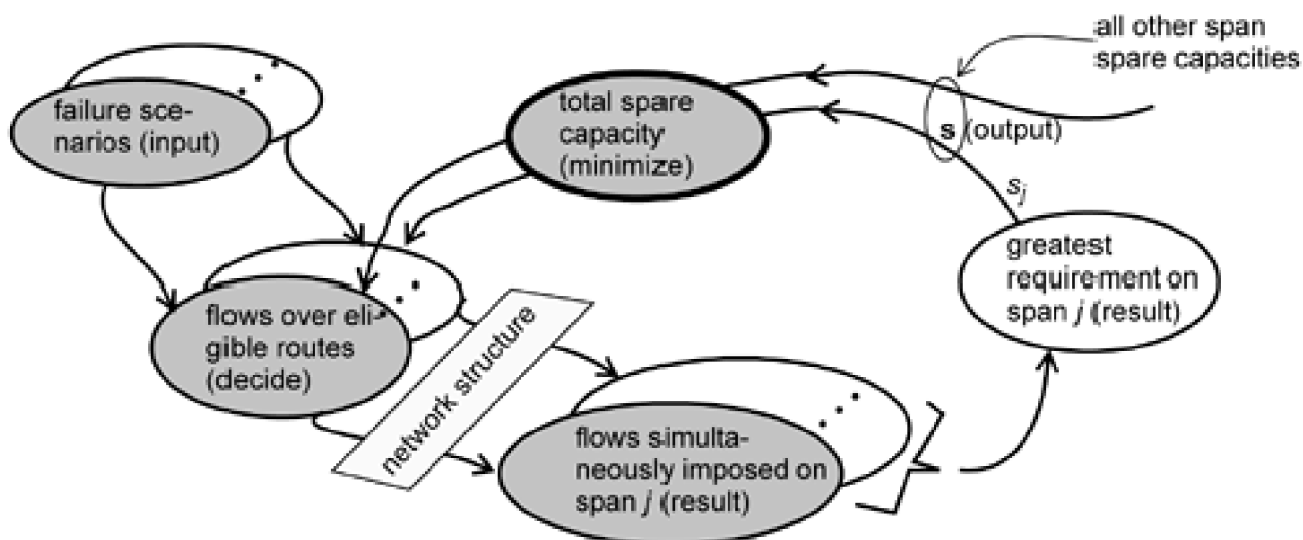 all other span
spare capacities
failure sce-
narios (input)
total spare
capacity
(minimize)
s (output)
sj
greatest
requirement on
span j (result)
flows over eli-
gible routes
(decide)
network structure
flows simulta-
neously imposed on
span j (result)